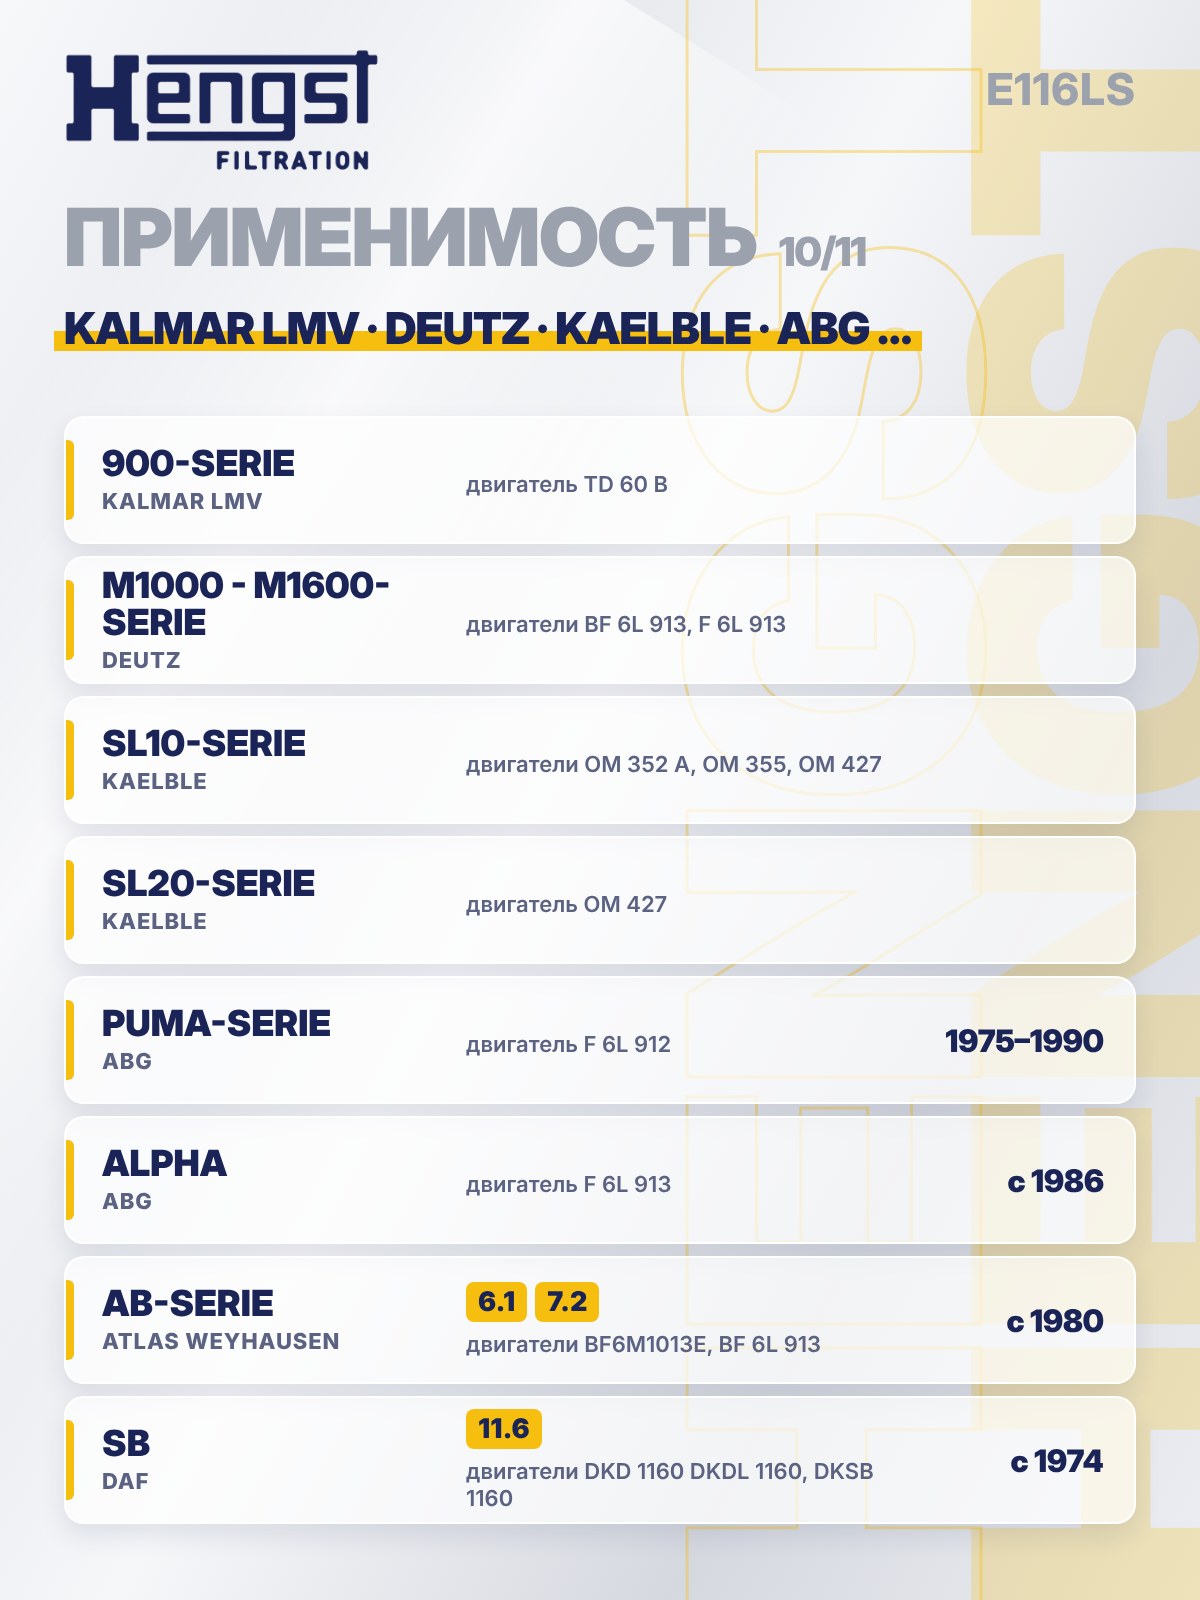 Hengst
FILTRATION
E116LS
ПРИМЕНИМОСТЬ 10/11
KALMAR LMV · DEUTZ · KAELBLE · ABG ...
900-SERIE
KALMAR LMV
двигатель TD 60 B
M1000 - M1600-
SERIE
DEUTZ
двигатели BF 6L 913, F 6L 913
SL10-SERIE
KAELBLE
двигатели OM 352 A, OM 355, OM 427
SL20-SERIE
KAELBLE
двигатель OM 427
PUMA-SERIE
ABG
двигатель F 6L 912
1975–1990
ALPHA
ABG
двигатель F 6L 913
с 1986
AB-SERIE
ATLAS WEYHAUSEN
6.1 7.2
двигатели BF6M1013E, BF 6L 913
с 1980
SB
DAF
11.6
двигатели DKD 1160 DKDL 1160, DKSB
1160
с 1974
HENGST
HENGST